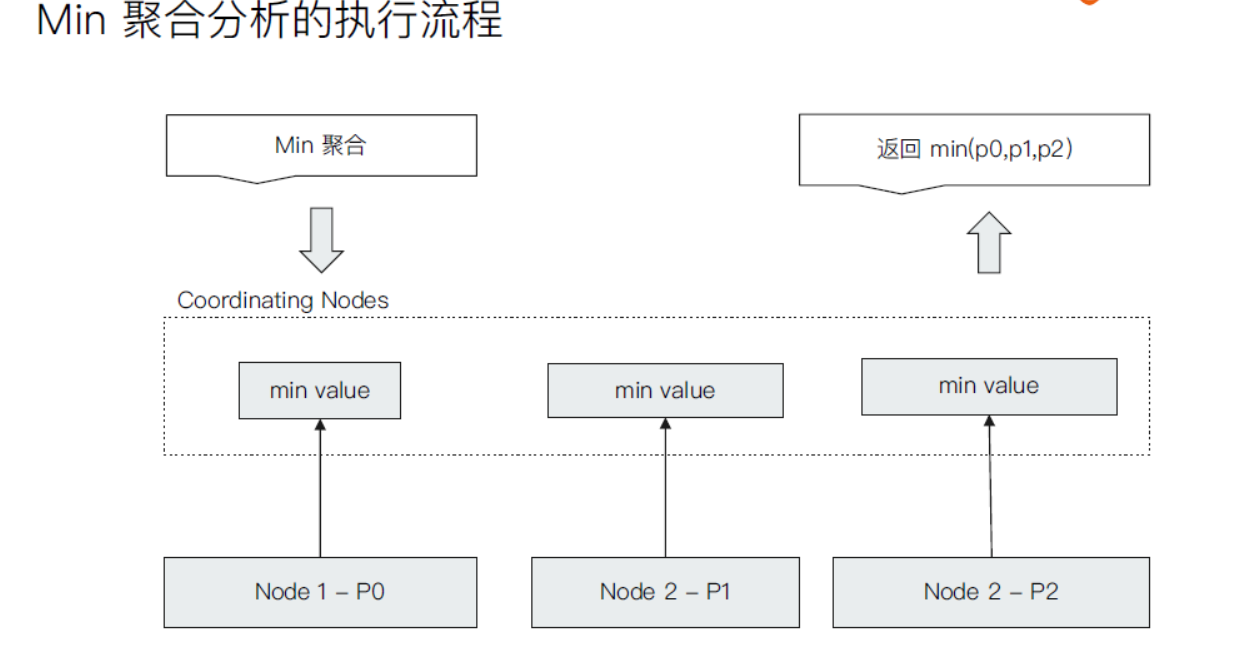 Min 聚合分析的执行流程
Min 聚合
返回 min(p0,p1,p2)
Coordinating Nodes
min value
min value
min value
Node 1 – P0
Node 2 – P1
Node 2 – P2